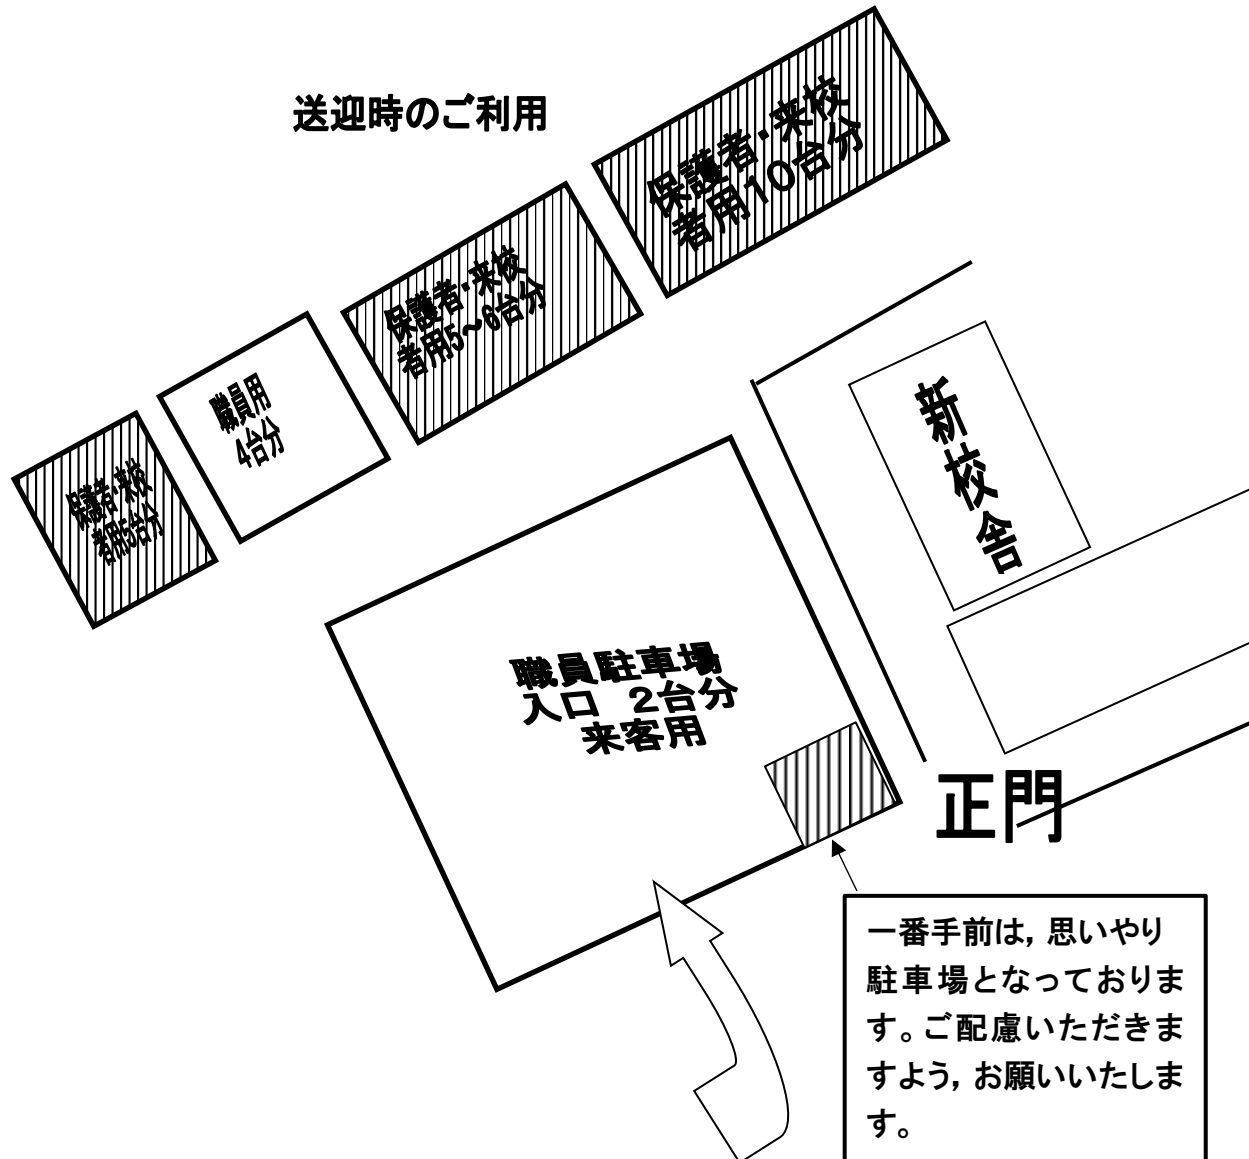 送迎時のご利用
保護者・来校
者用10台分
保護者・来校
者用5～6台分
職員用
4台分
保護者・来校
者用5台分
新校舎
職員駐車場
入口　2台分
来客用
正門
一番手前は，思いやり
駐車場となっておりま
す。ご配慮いただきま
すよう，お願いいたしま
す。